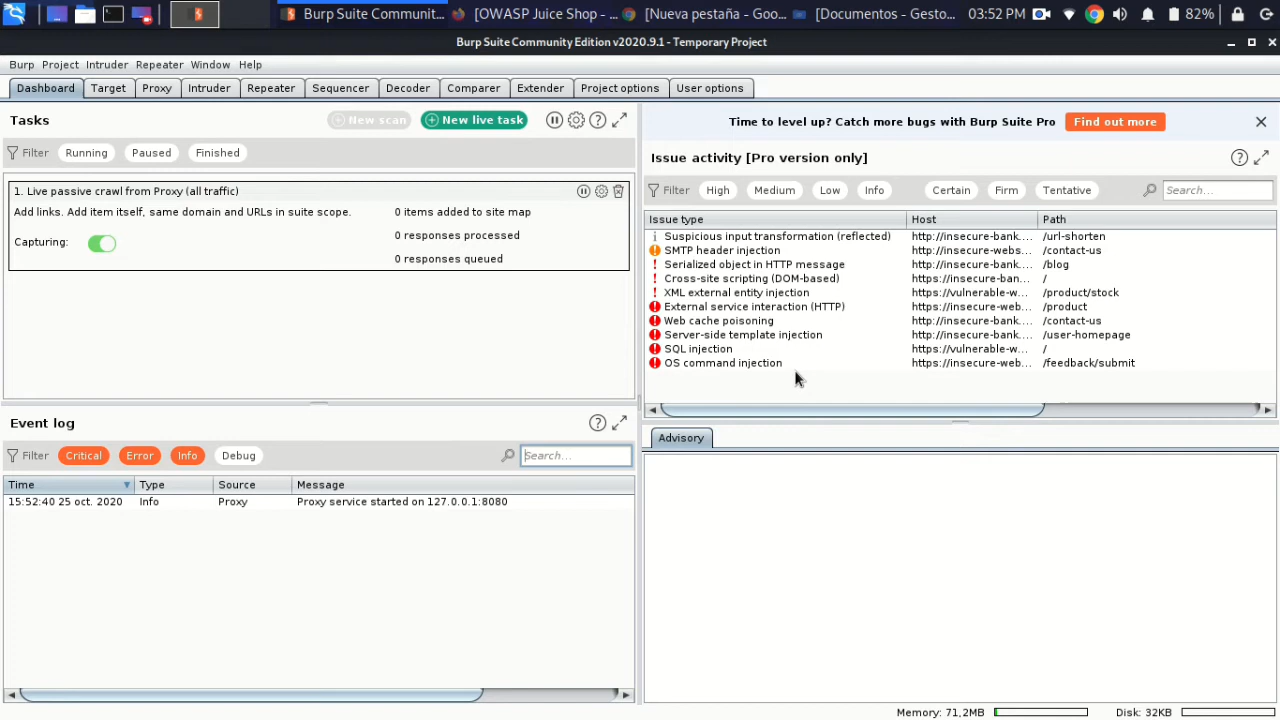 Burp Suite Communit... [OWASP Juice Shop - ... [Nueva pestaña - Goo... [Documentos - Gesto... 03:52 PM 82%
Burp Suite Community Edition v2020.9.1 - Temporary Project
Burp Project Intruder Repeater Window Help
Dashboard Target Proxy Intruder Repeater Sequencer Decoder Comparer Extender Project options User options
Tasks
New scan
New live task
Filter Running Paused Finished
1. Live passive crawl from Proxy (all traffic)
Add links. Add item itself, same domain and URLs in suite scope.
0 items added to site map
Capturing:
0 responses processed
0 responses queued
Event log
Filter Critical Error Info Debug
Search...
Time Type Source Message
15:52:40 25 oct. 2020 Info Proxy Proxy service started on 127.0.0.1:8080
Time to level up? Catch more bugs with Burp Suite Pro
Find out more
Issue activity [Pro version only]
Filter High Medium Low Info Certain Firm Tentative Search...
Issue type Host Path
Suspicious input transformation (reflected) http://insecure-bank.... /url-shorten
SMTP header injection http://insecure-webs... /contact-us
Serialized object in HTTP message http://insecure-bank.... /blog
Cross-site scripting (DOM-based) http://insecure-ban... /
XML external entity injection https://vulnerable-w... /product/stock
External service interaction (HTTP) https://insecure-web... /product
Web cache poisoning http://insecure-bank.... /contact-us
Server-side template injection http://insecure-bank.... /user-homepage
SQL injection https://vulnerable-w... /
OS command injection https://insecure-web... /feedback/submit
Advisory
Memory: 71,2MB
Disk: 32KB